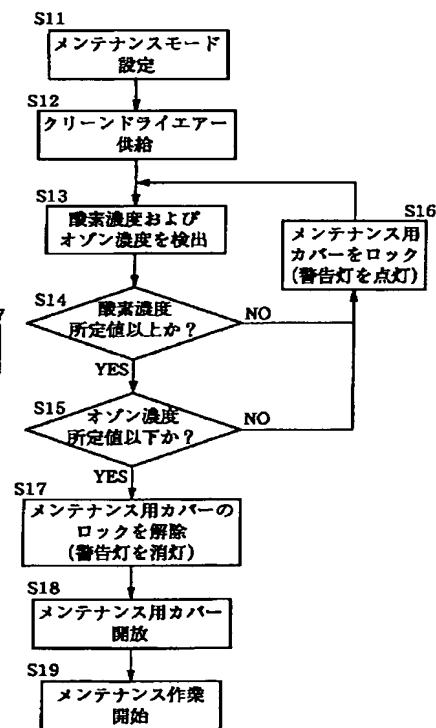 S11
メンテナンスモード
設定
S12
クリーンドライエアー
供給
S13
酸素濃度および
オゾン濃度を検出
S16
メンテナンス用
カバーをロック
(警告灯を点灯)
S14
酸素濃度
所定値以上か?
NO
YES
S15
オゾン濃度
所定値以下か?
NO
YES
S17
メンテナンス用カバーの
ロックを解除
(警告灯を消灯)
S18
メンテナンス用カバー
開放
S19
メンテナンス作業
開始